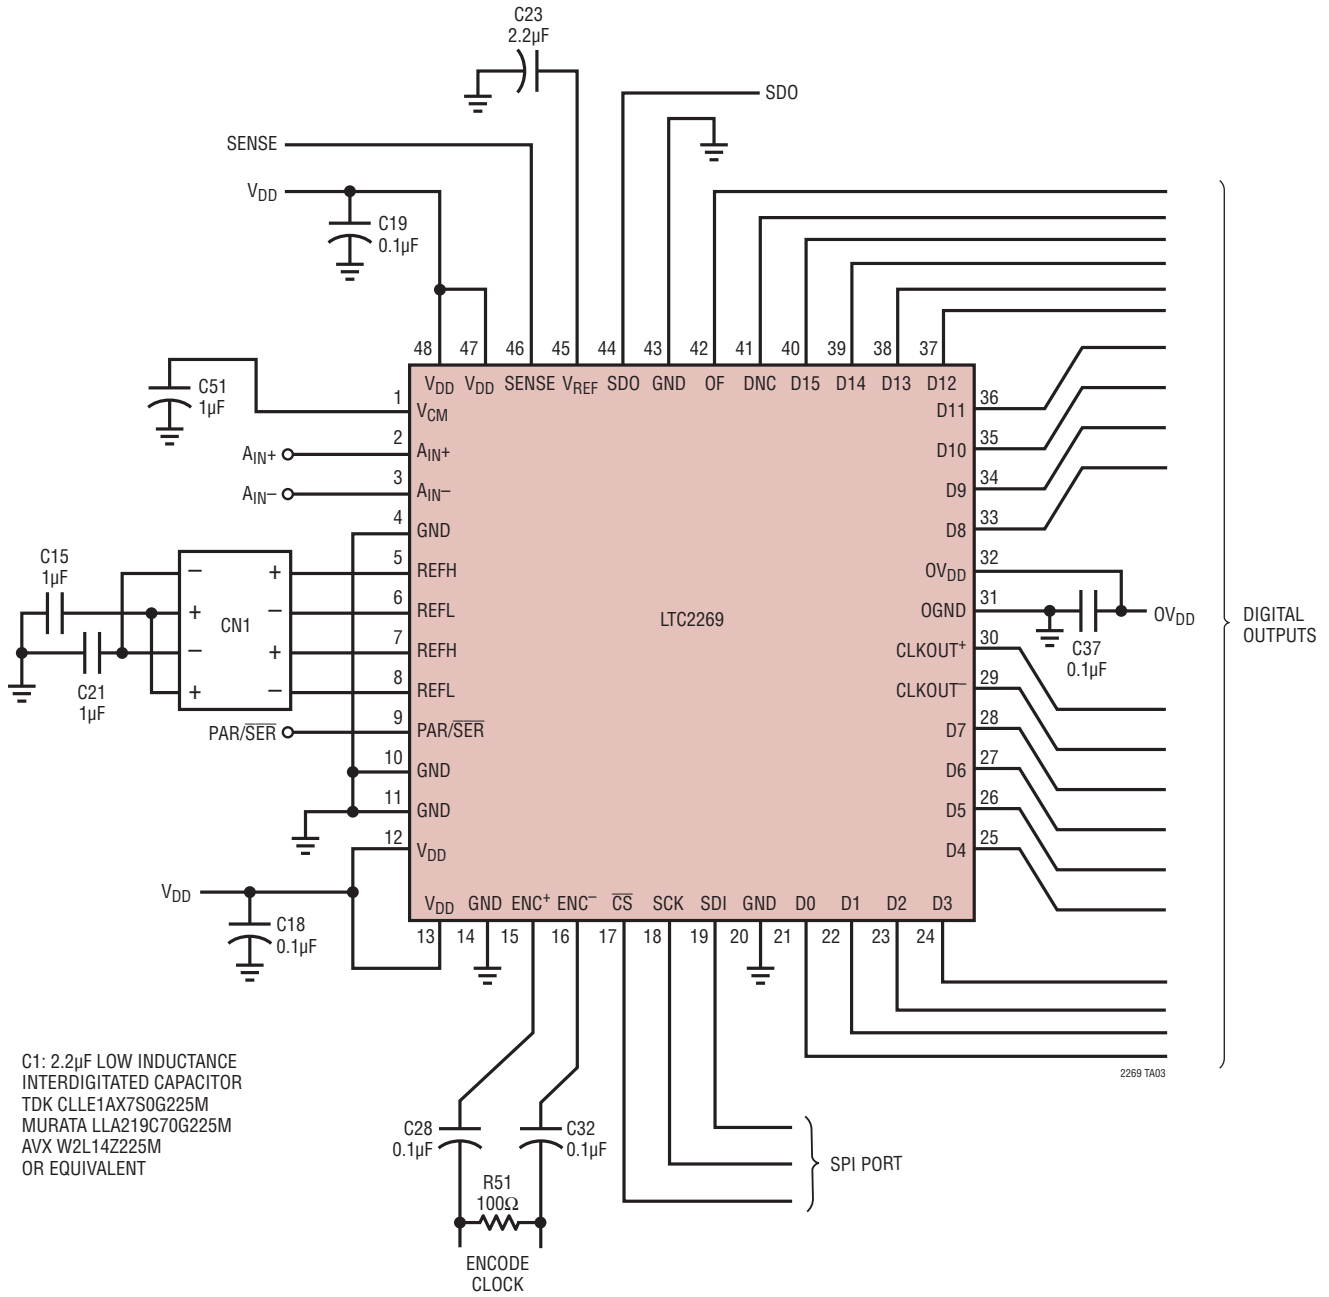 C23
2.2µF
SDO
SENSE
VDD
C19
0.1µF
48 47 46 45 44 43 42 41 40 39 38 37
VDD VDD SENSE VREF SDO GND OF DNC D15 D14 D13 D12
C51
1µF
1
VCM
2
AIN+
AIN+
3
AIN–
AIN–
4
GND
C15
1µF
5
REFH
6
REFL
CN1
– + + – – + + –
7
REFH
8
REFL
C21
1µF
9
PAR/SER
PAR/SER
10
GND
11
GND
12
VDD
LTC2269
36
D11
35
D10
34
D9
33
D8
32
OVDD
31
OGND
OVDD
C37
0.1µF
30
CLKOUT+
29
CLKOUT–
28
D7
27
D6
26
D5
25
D4
DIGITAL
OUTPUTS
VDD
C18
0.1µF
VDD GND ENC+ ENC– CS SCK SDI GND D0 D1 D2 D3
13 14 15 16 17 18 19 20 21 22 23 24
2269 TA03
C1: 2.2µF LOW INDUCTANCE
INTERDIGITATED CAPACITOR
TDK CLLE1AX7S0G225M
MURATA LLA219C70G225M
AVX W2L14Z225M
OR EQUIVALENT
C28
0.1µF
C32
0.1µF
R51
100Ω
ENCODE
CLOCK
SPI PORT